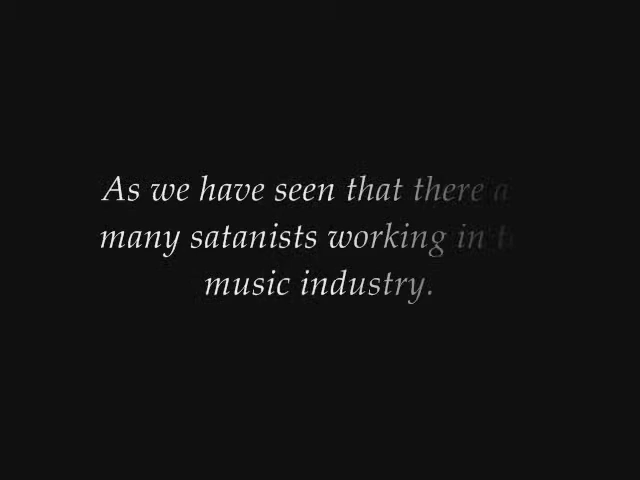 As we have seen that there a
many satanists working in t
music industry.